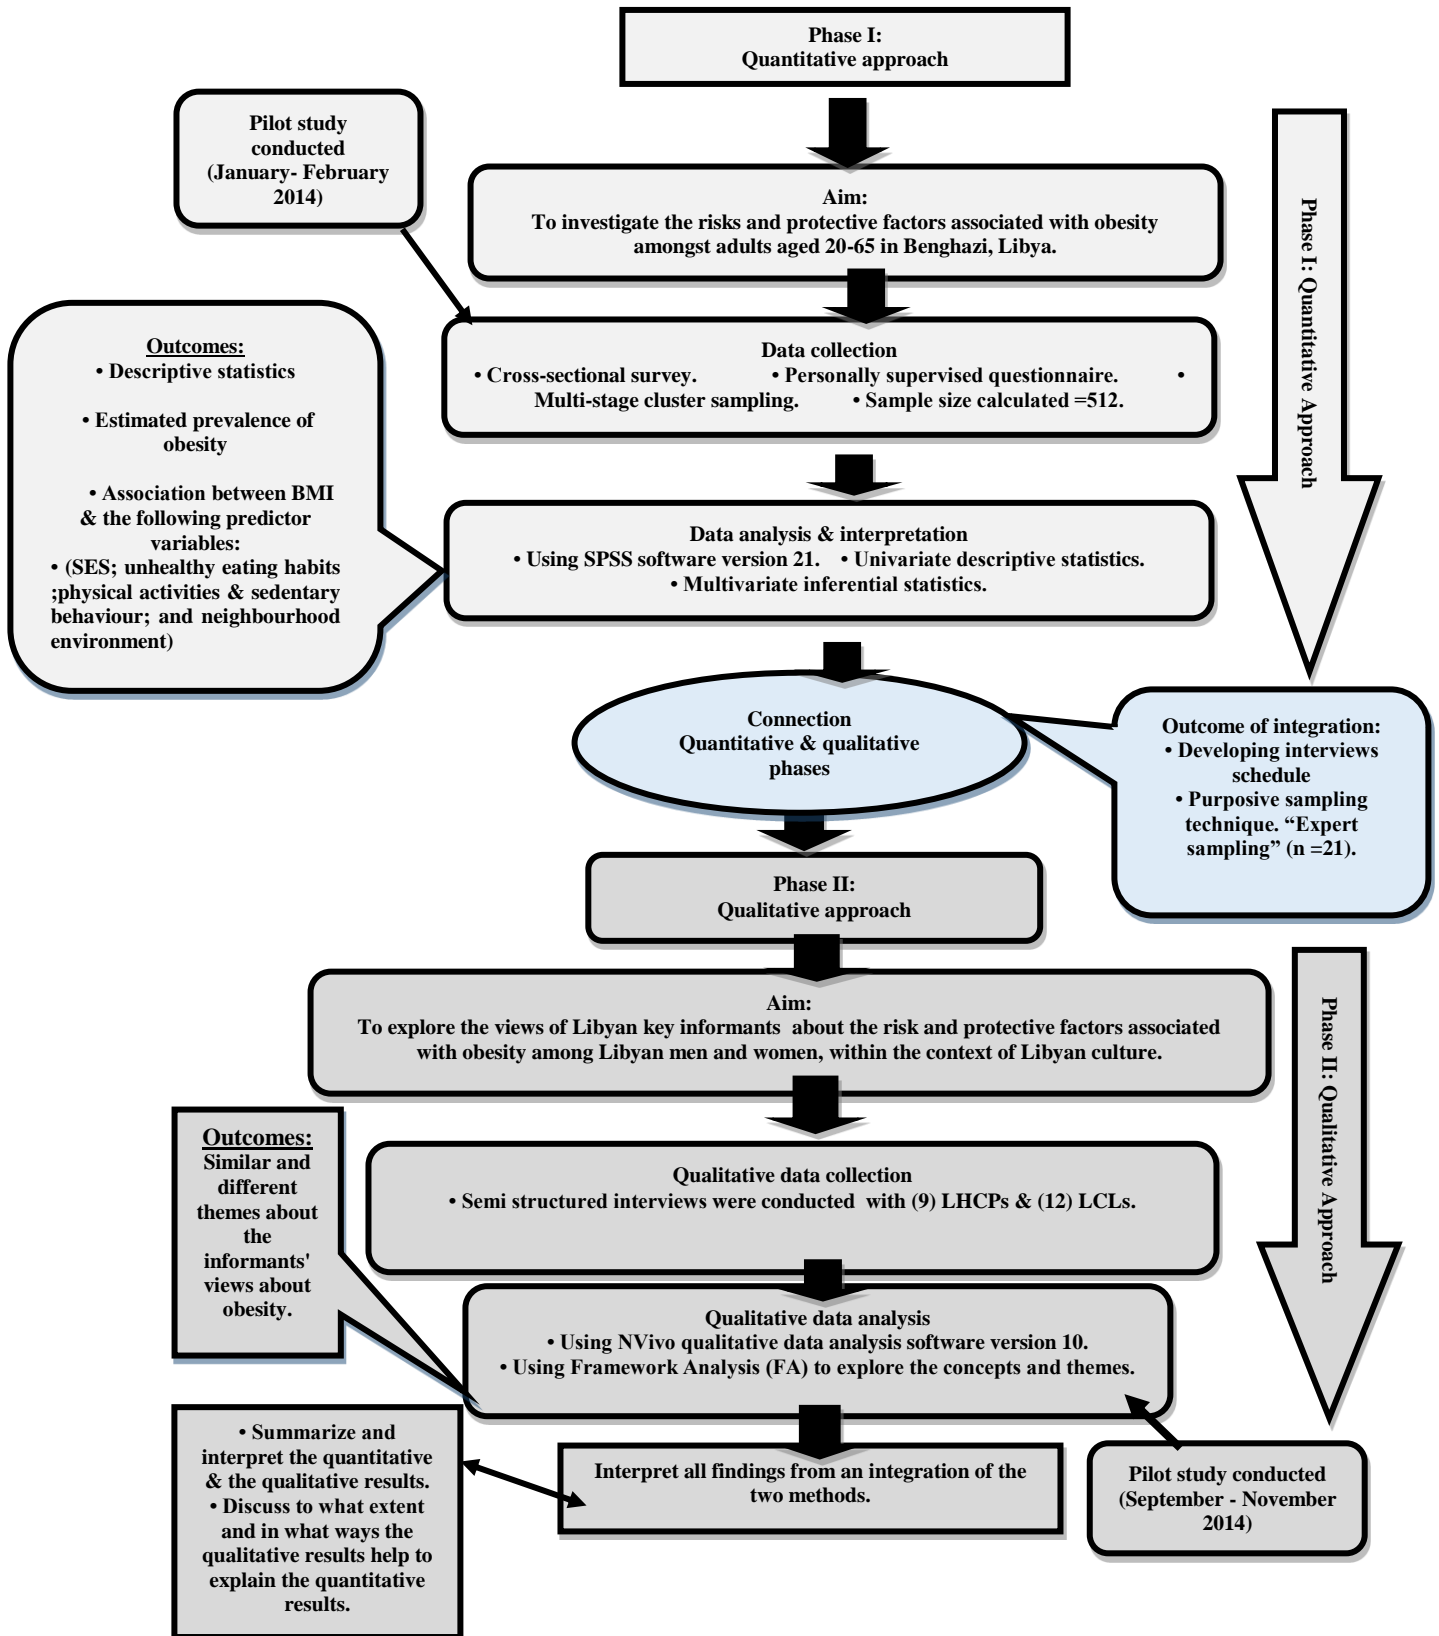 Phase I:
Quantitative approach
Pilot study
conducted
(January- February
2014)
Aim:
To investigate the risks and protective factors associated with obesity
amongst adults aged 20-65 in Benghazi, Libya.
Phase I: Quantitative Approach
Data collection
• Cross-sectional survey. • Personally supervised questionnaire. •
Multi-stage cluster sampling. • Sample size calculated =512.
Outcomes:
• Descriptive statistics
• Estimated prevalence of
obesity
• Association between BMI
& the following predictor
variables:
• (SES; unhealthy eating habits
;physical activities & sedentary
behaviour; and neighbourhood
environment)
Data analysis & interpretation
• Using SPSS software version 21. • Univariate descriptive statistics.
• Multivariate inferential statistics.
Connection
Quantitative & qualitative
phases
Outcome of integration:
• Developing interviews
schedule
• Purposive sampling
technique. “Expert
sampling” (n =21).
Phase II:
Qualitative approach
Aim:
To explore the views of Libyan key informants about the risk and protective factors associated
with obesity among Libyan men and women, within the context of Libyan culture.
Phase II: Qualitative Approach
Outcomes:
Similar and
different
themes about
the
informants'
views about
obesity.
Qualitative data collection
• Semi structured interviews were conducted with (9) LHCPs & (12) LCLs.
Qualitative data analysis
• Using NVivo qualitative data analysis software version 10.
• Using Framework Analysis (FA) to explore the concepts and themes.
• Summarize and
interpret the quantitative
& the qualitative results.
• Discuss to what extent
and in what ways the
qualitative results help to
explain the quantitative
results.
Interpret all findings from an integration of the
two methods.
Pilot study conducted
(September - November
2014)